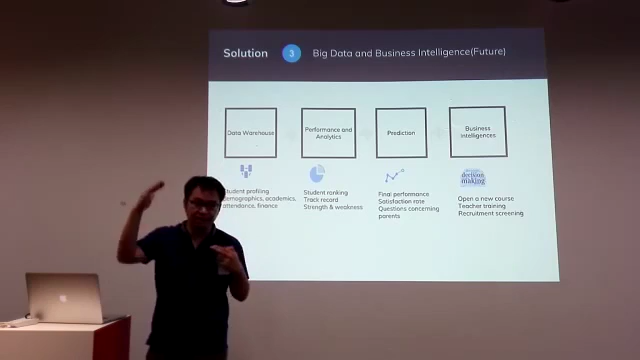 Solution 3 Big Data and Business Intelligence(Future)
Data Warehouse
Performance and
Analytics
Prediction
Business
Intelligences
decision
making
Student profiling
demographics, academics,
attendance, finance
Student ranking
Track record
Strength & weakness
Final performance
Satisfaction rate
Questions concerning
parents
Open a new course
Teacher training
Recruitment screening